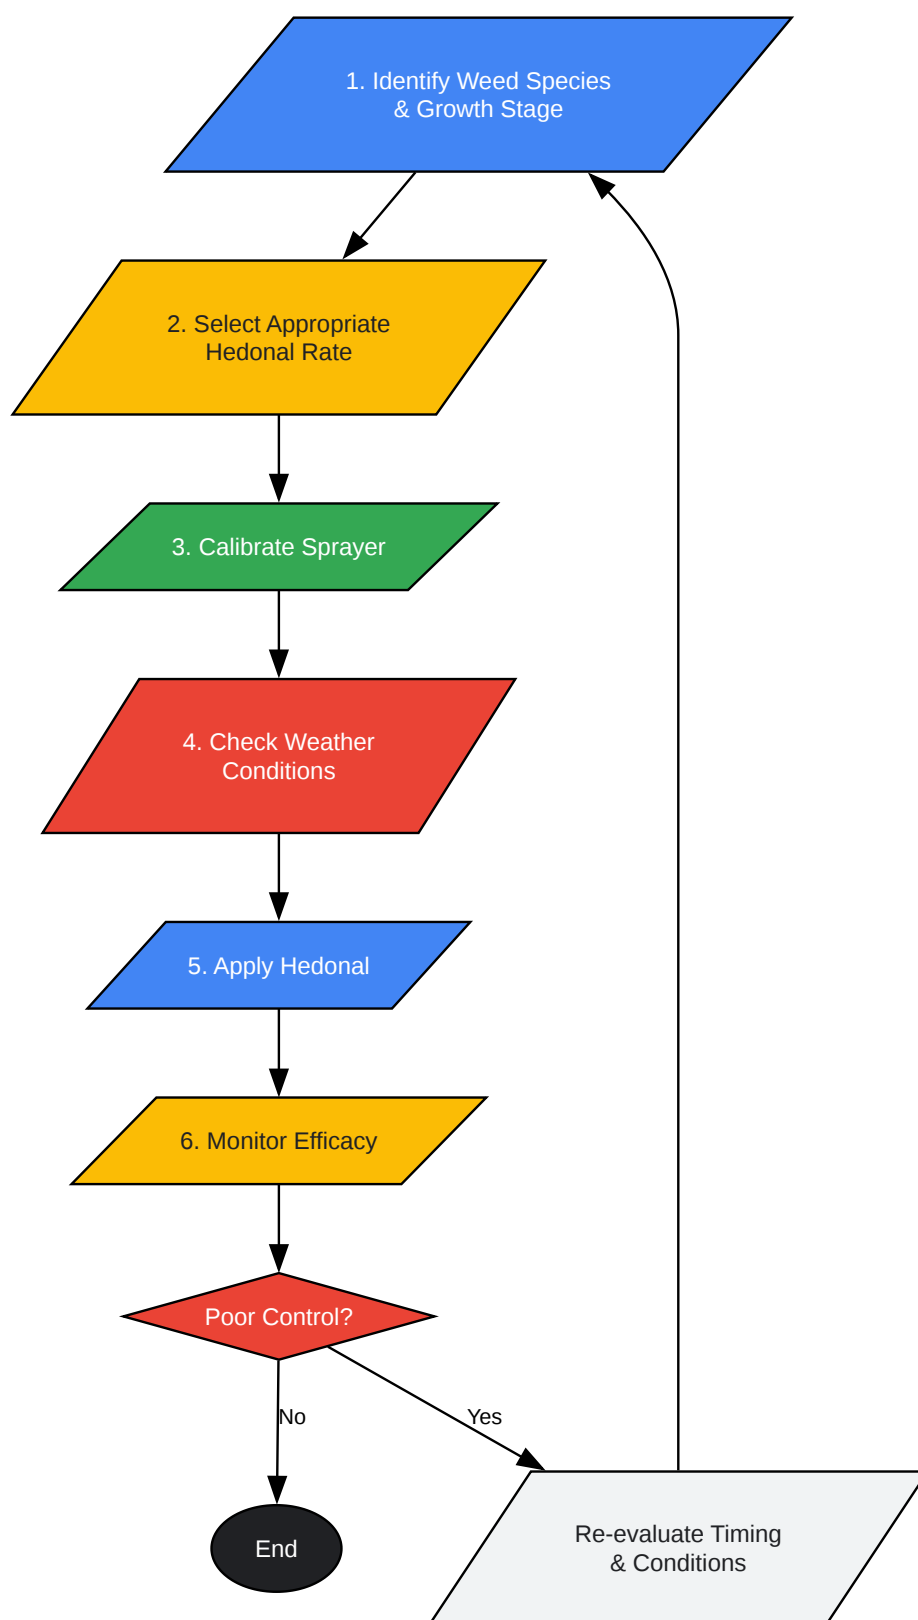 1. Identify Weed Species
& Growth Stage
2. Select Appropriate
Hedonal Rate
3. Calibrate Sprayer
4. Check Weather
Conditions
5. Apply Hedonal
6. Monitor Efficacy
Poor Control?
No
Yes
End
Re-evaluate Timing
& Conditions